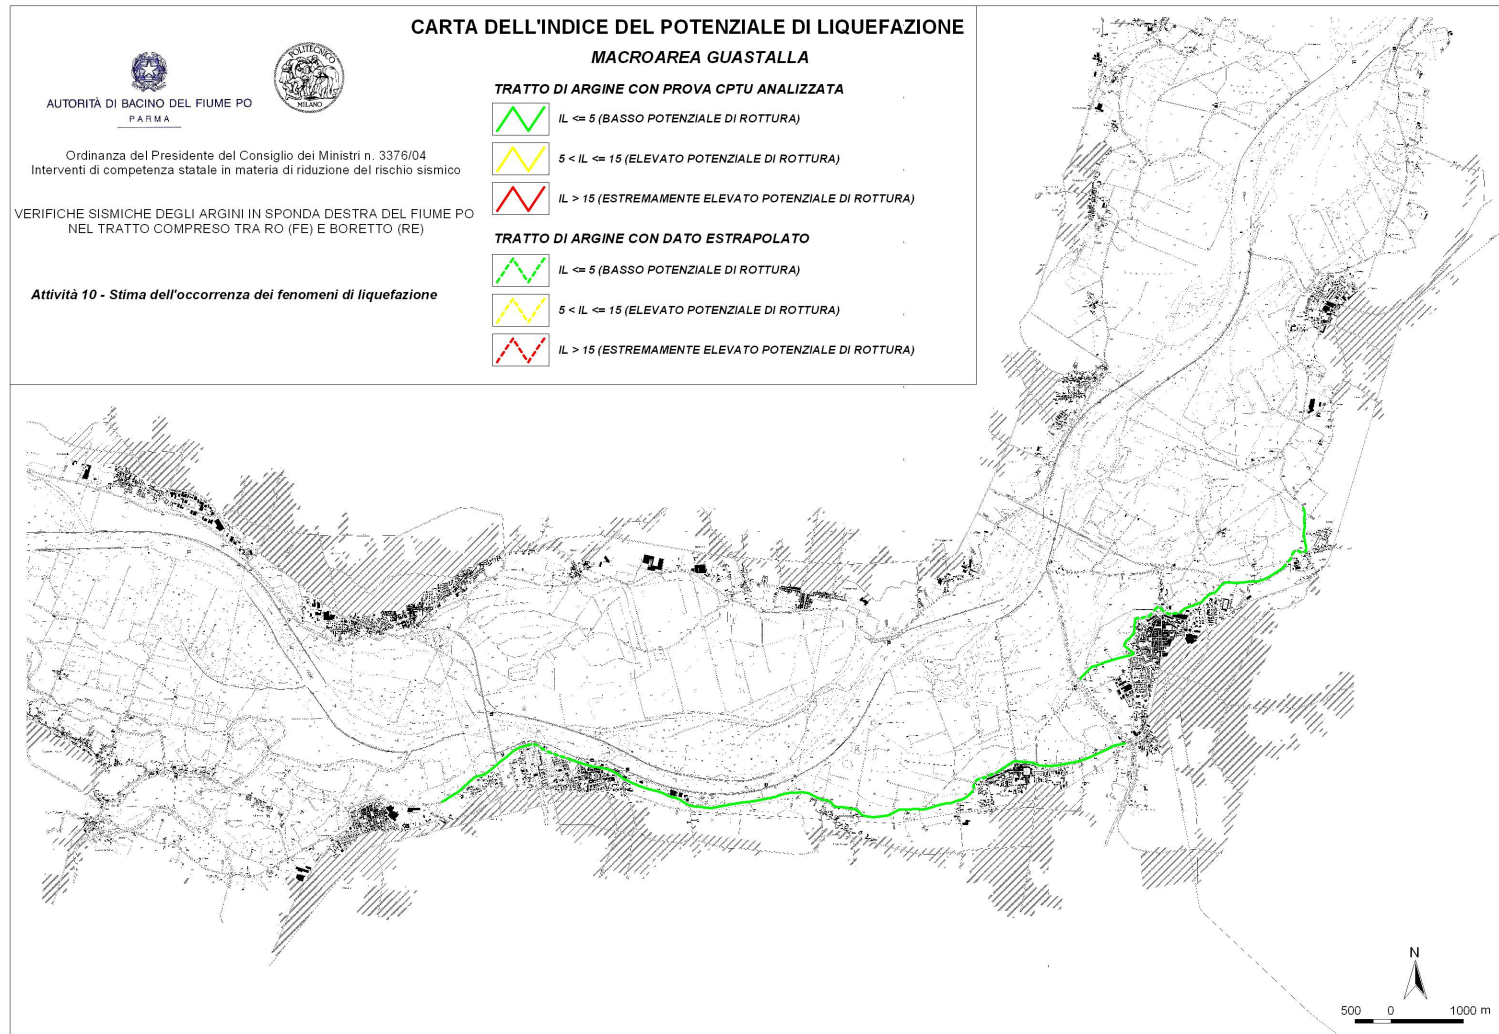 CARTA DELL'INDICE DEL POTENZIALE DI LIQUEFAZIONE
MACROAREA GUASTALLA
AUTORITÀ DI BACINO DEL FIUME PO
PARMA
POLITECNICO
MILANO
Ordinanza del Presidente del Consiglio dei Ministri n. 3376/04
Interventi di competenza statale in materia di riduzione del rischio sismico
VERIFICHE SISMICHE DEGLI ARGINI IN SPONDA DESTRA DEL FIUME PO
NEL TRATTO COMPRESO TRA RO (FE) E BORETTO (RE)
Attività 10 - Stima dell'occorrenza dei fenomeni di liquefazione
TRATTO DI ARGINE CON PROVA CPTU ANALIZZATA
IL <= 5 (BASSO POTENZIALE DI ROTTURA)
5 < IL <= 15 (ELEVATO POTENZIALE DI ROTTURA)
IL > 15 (ESTREMAMENTE ELEVATO POTENZIALE DI ROTTURA)
TRATTO DI ARGINE CON DATO ESTRAPOLATO
IL <= 5 (BASSO POTENZIALE DI ROTTURA)
5 < IL <= 15 (ELEVATO POTENZIALE DI ROTTURA)
IL > 15 (ESTREMAMENTE ELEVATO POTENZIALE DI ROTTURA)
N
500 0 1000 m